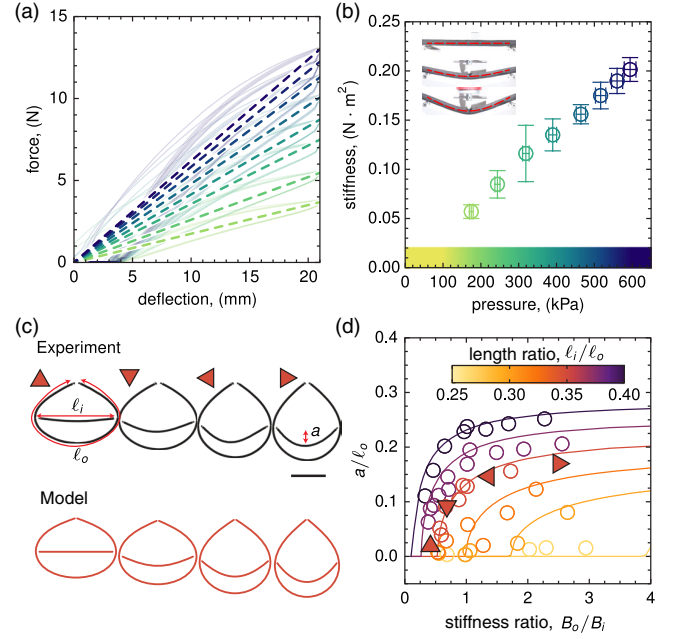 (a)
15
10
5
0
force, (N)
0
5
10
15
20
deflection, (mm)
(b)
0.25
0.20
0.15
0.10
0.05
0.00
stiffness, (N · m²)
0
100
200
300
400
500
600
pressure, (kPa)
(c)
Experiment
ℓi
ℓo
a
Model
(d)
0.4
0.3
0.2
0.1
0.0
a/ℓo
length ratio, ℓi/ℓo
0.25
0.30
0.35
0.40
0
1
2
3
4
stiffness ratio, Bo/Bi